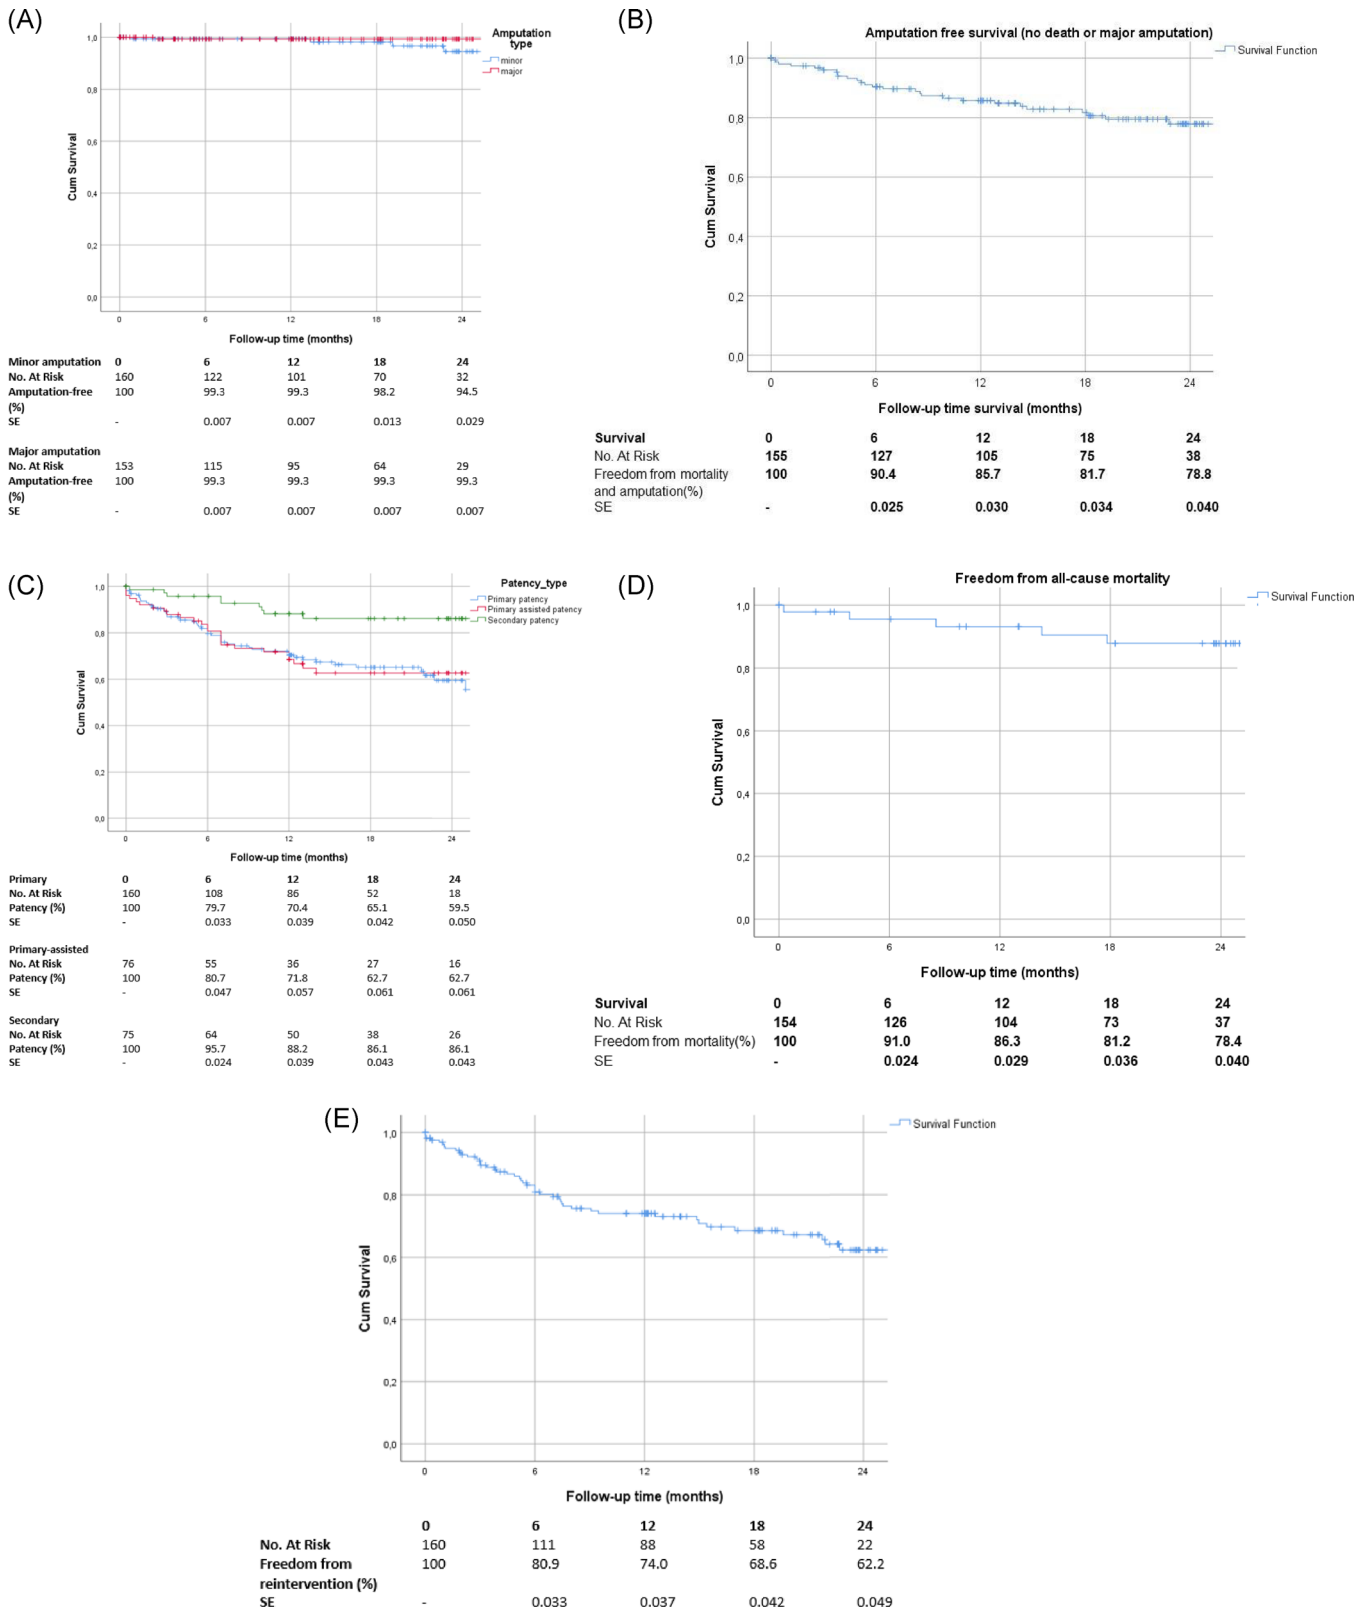 (A)
Amputation type
minor
major
1,0
0,8
0,6
0,4
0,2
0,0
Cum Survival
0 6 12 18 24
Follow-up time (months)
Minor amputation 0 6 12 18 24
No. At Risk 160 122 101 70 32
Amputation-free 100 99.3 99.3 98.2 94.5
(%)
SE - 0.007 0.007 0.013 0.029
Major amputation
No. At Risk 153 115 95 64 29
Amputation-free 100 99.3 99.3 99.3 99.3
(%)
SE - 0.007 0.007 0.007 0.007
(B)
Amputation free survival (no death or major amputation)
Survival Function
1,0
0,8
0,6
0,4
0,2
0,0
Cum Survival
0 6 12 18 24
Follow-up time survival (months)
Survival 0 6 12 18 24
No. At Risk 155 127 105 75 38
Freedom from mortality 100 90.4 85.7 81.7 78.8
and amputation(%)
SE - 0.025 0.030 0.034 0.040
(C)
Patency_type
Primary patency
Primary assisted patency
Secondary patency
1,0
0,8
0,6
0,4
0,2
0,0
Cum Survival
0 6 12 18 24
Follow-up time (months)
Primary 0 6 12 18 24
No. At Risk 160 108 86 52 18
Patency (%) 100 79.7 70.4 65.1 59.5
SE - 0.033 0.039 0.042 0.050
Primary-assisted
No. At Risk 76 55 36 27 16
Patency (%) 100 80.7 71.8 62.7 62.7
SE - 0.047 0.057 0.061 0.061
Secondary
No. At Risk 75 64 50 38 26
Patency (%) 100 95.7 88.2 86.1 86.1
SE - 0.024 0.039 0.043 0.043
(D)
Freedom from all-cause mortality
Survival Function
1,0
0,8
0,6
0,4
0,2
0,0
Cum Survival
0 6 12 18 24
Follow-up time (months)
Survival 0 6 12 18 24
No. At Risk 154 126 104 73 37
Freedom from mortality(%) 100 91.0 86.3 81.2 78.4
SE - 0.024 0.029 0.036 0.040
(E)
Survival Function
1,0
0,8
0,6
0,4
0,2
0,0
Cum Survival
0 6 12 18 24
Follow-up time (months)
0 6 12 18 24
No. At Risk 160 111 88 58 22
Freedom from 100 80.9 74.0 68.6 62.2
reintervention (%)
SE - 0.033 0.037 0.042 0.049